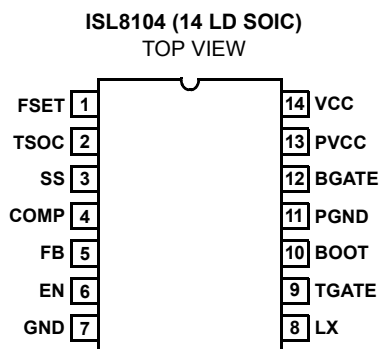 ISL8104 (14 LD SOIC)
TOP VIEW
FSET 1 14 VCC
TSOC 2 13 PVCC
SS 3 12 BGATE
COMP 4 11 PGND
FB 5 10 BOOT
EN 6 9 TGATE
GND 7 8 LX